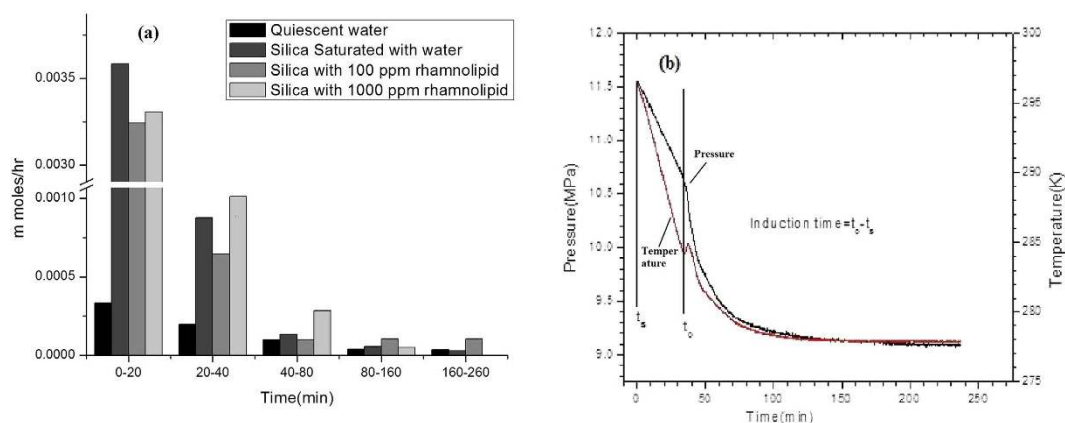 (a)
Quiescent water
Silica Saturated with water
Silica with 100 ppm rhamnolipid
Silica with 1000 ppm rhamnolipid
m moles/hr
0.0035
0.0030
0.0010
0.0005
0.0000
0-20
20-40
40-80
80-160
160-260
Time(min)
(b)
Pressure(MPa)
12.0
11.5
11.0
10.5
10.0
9.5
9.0
Pressure
Temper
ature
Induction time=to-ts
ts
to
0
50
100
150
200
250
Time(min)
300
295
290
285
280
275
Temperature(K)